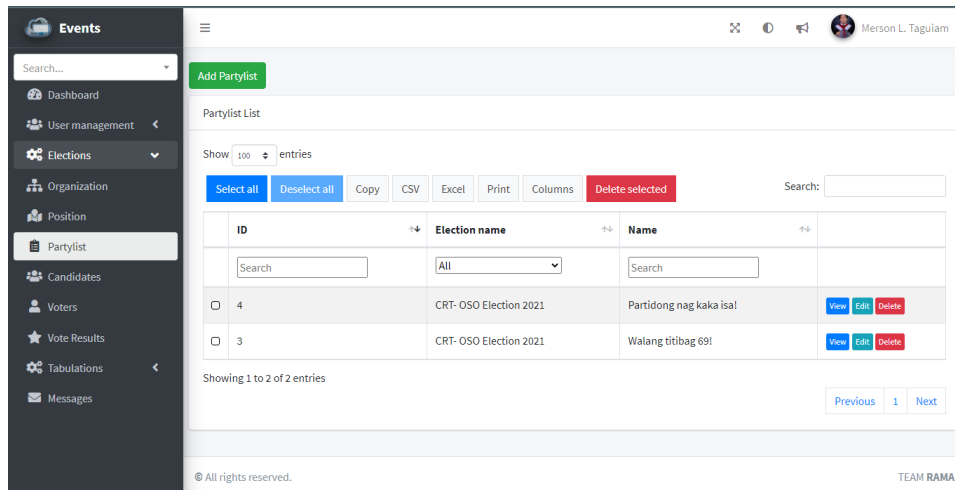 Events
Merson L. Taguiam
Search...
Dashboard
User management
Elections
Organization
Position
Partylist
Candidates
Voters
Vote Results
Tabulations
Messages
Add Partylist
Partylist List
Show 100 entries
Select all Deselect all Copy CSV Excel Print Columns Delete selected Search:
ID Election name Name
Search All Search
4 CRT- OSO Election 2021 Partidong nag kaka isa! View Edit Delete
3 CRT- OSO Election 2021 Walang titibag 69! View Edit Delete
Showing 1 to 2 of 2 entries
Previous 1 Next
© All rights reserved. TEAM RAMA